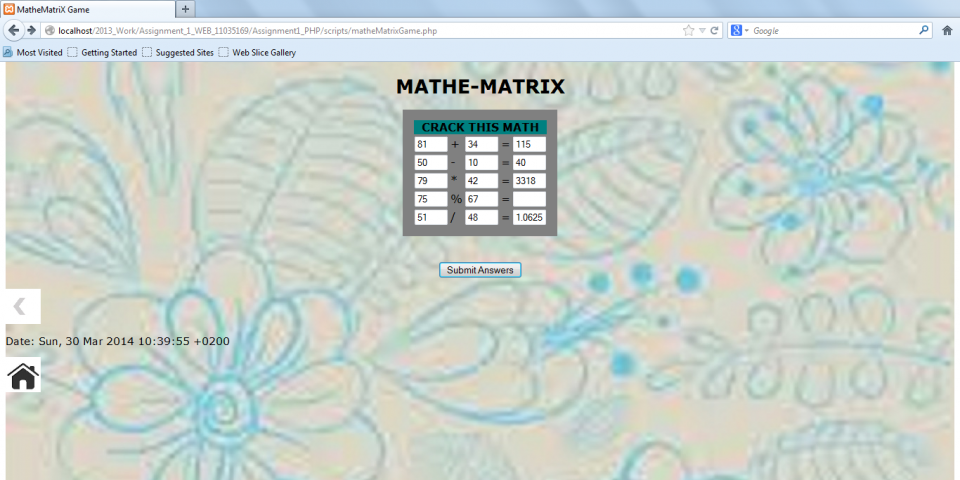 MatheMatriX Game
+
localhost/2013_Work/Assignment_1_WEB_11035169/Assignment1_PHP/scripts/matheMatrixGame.php
Google
Most Visited Getting Started Suggested Sites Web Slice Gallery
MATHE-MATRIX
CRACK THIS MATH
81 + 34 = 115
50 - 10 = 40
79 * 42 = 3318
75 % 67 =
51 / 48 = 1.0625
Submit Answers
Date: Sun, 30 Mar 2014 10:39:55 +0200